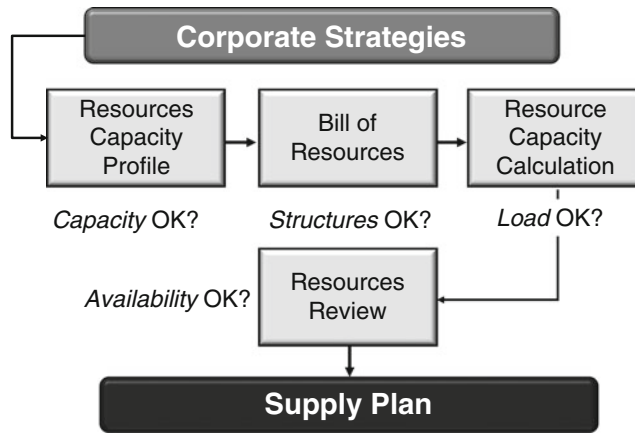 Corporate Strategies
Resources
Capacity
Profile
Bill of
Resources
Resource
Capacity
Calculation
Capacity OK?
Structures OK?
Load OK?
Availability OK?
Resources
Review
Supply Plan